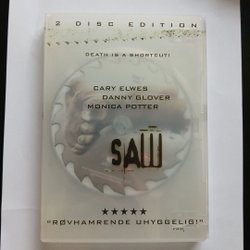 2 DISC EDITION
DEATH IS A SHORTCUT!
CARY ELWES
DANNY GLOVER
MONICA POTTER
SAW
★★★★★
"RØVHAMRENDE UHYGGELIG!"